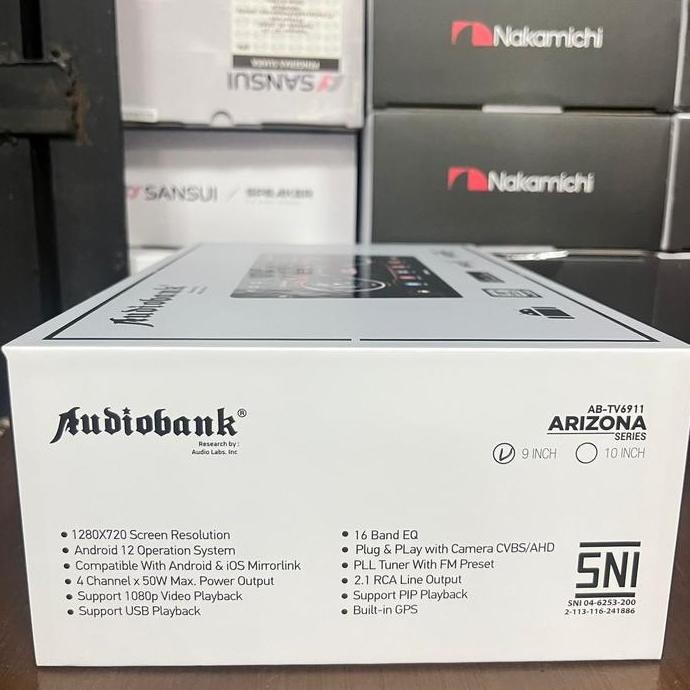 SANSUI
Nakamichi
SANSUI / SPEAKER
Nakamichi
Audiobank
SNI
Audiobank®
Research by :
Audio Labs. Inc
AB-TV6911
ARIZONA
SERIES
9 INCH
10 INCH
• 1280X720 Screen Resolution
• Android 12 Operation System
• Compatible With Android & iOS Mirrorlink
• 4 Channel x 50W Max. Power Output
• Support 1080p Video Playback
• Support USB Playback
• 16 Band EQ
• Plug & PLay with Camera CVBS/AHD
• PLL Tuner With FM Preset
• 2.1 RCA Line Output
• Support PIP Playback
• Built-in GPS
SNI
SNI 04-6253-200
2-113-116-241886